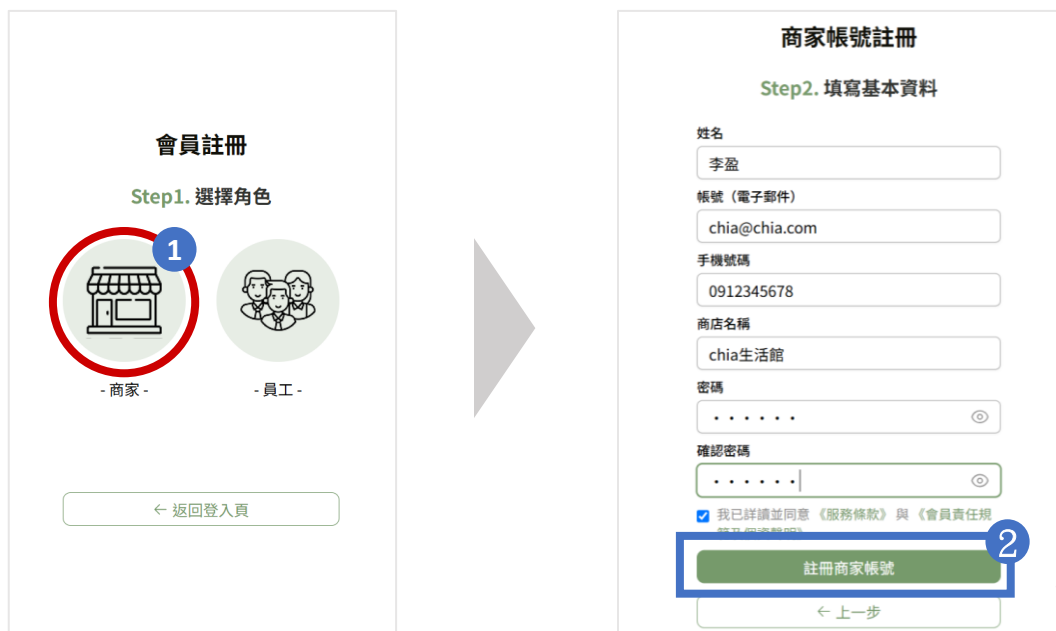 會員註冊
Step1. 選擇角色
1
- 商家 -
- 員工 -
← 返回登入頁
商家帳號註冊
Step2. 填寫基本資料
姓名
李盈
帳號（電子郵件）
chia@chia.com
手機號碼
0912345678
商店名稱
chia生活館
密碼
••••••
確認密碼
••••••
我已詳讀並同意《服務條款》與《會員責任規
2
註冊商家帳號
← 上一步